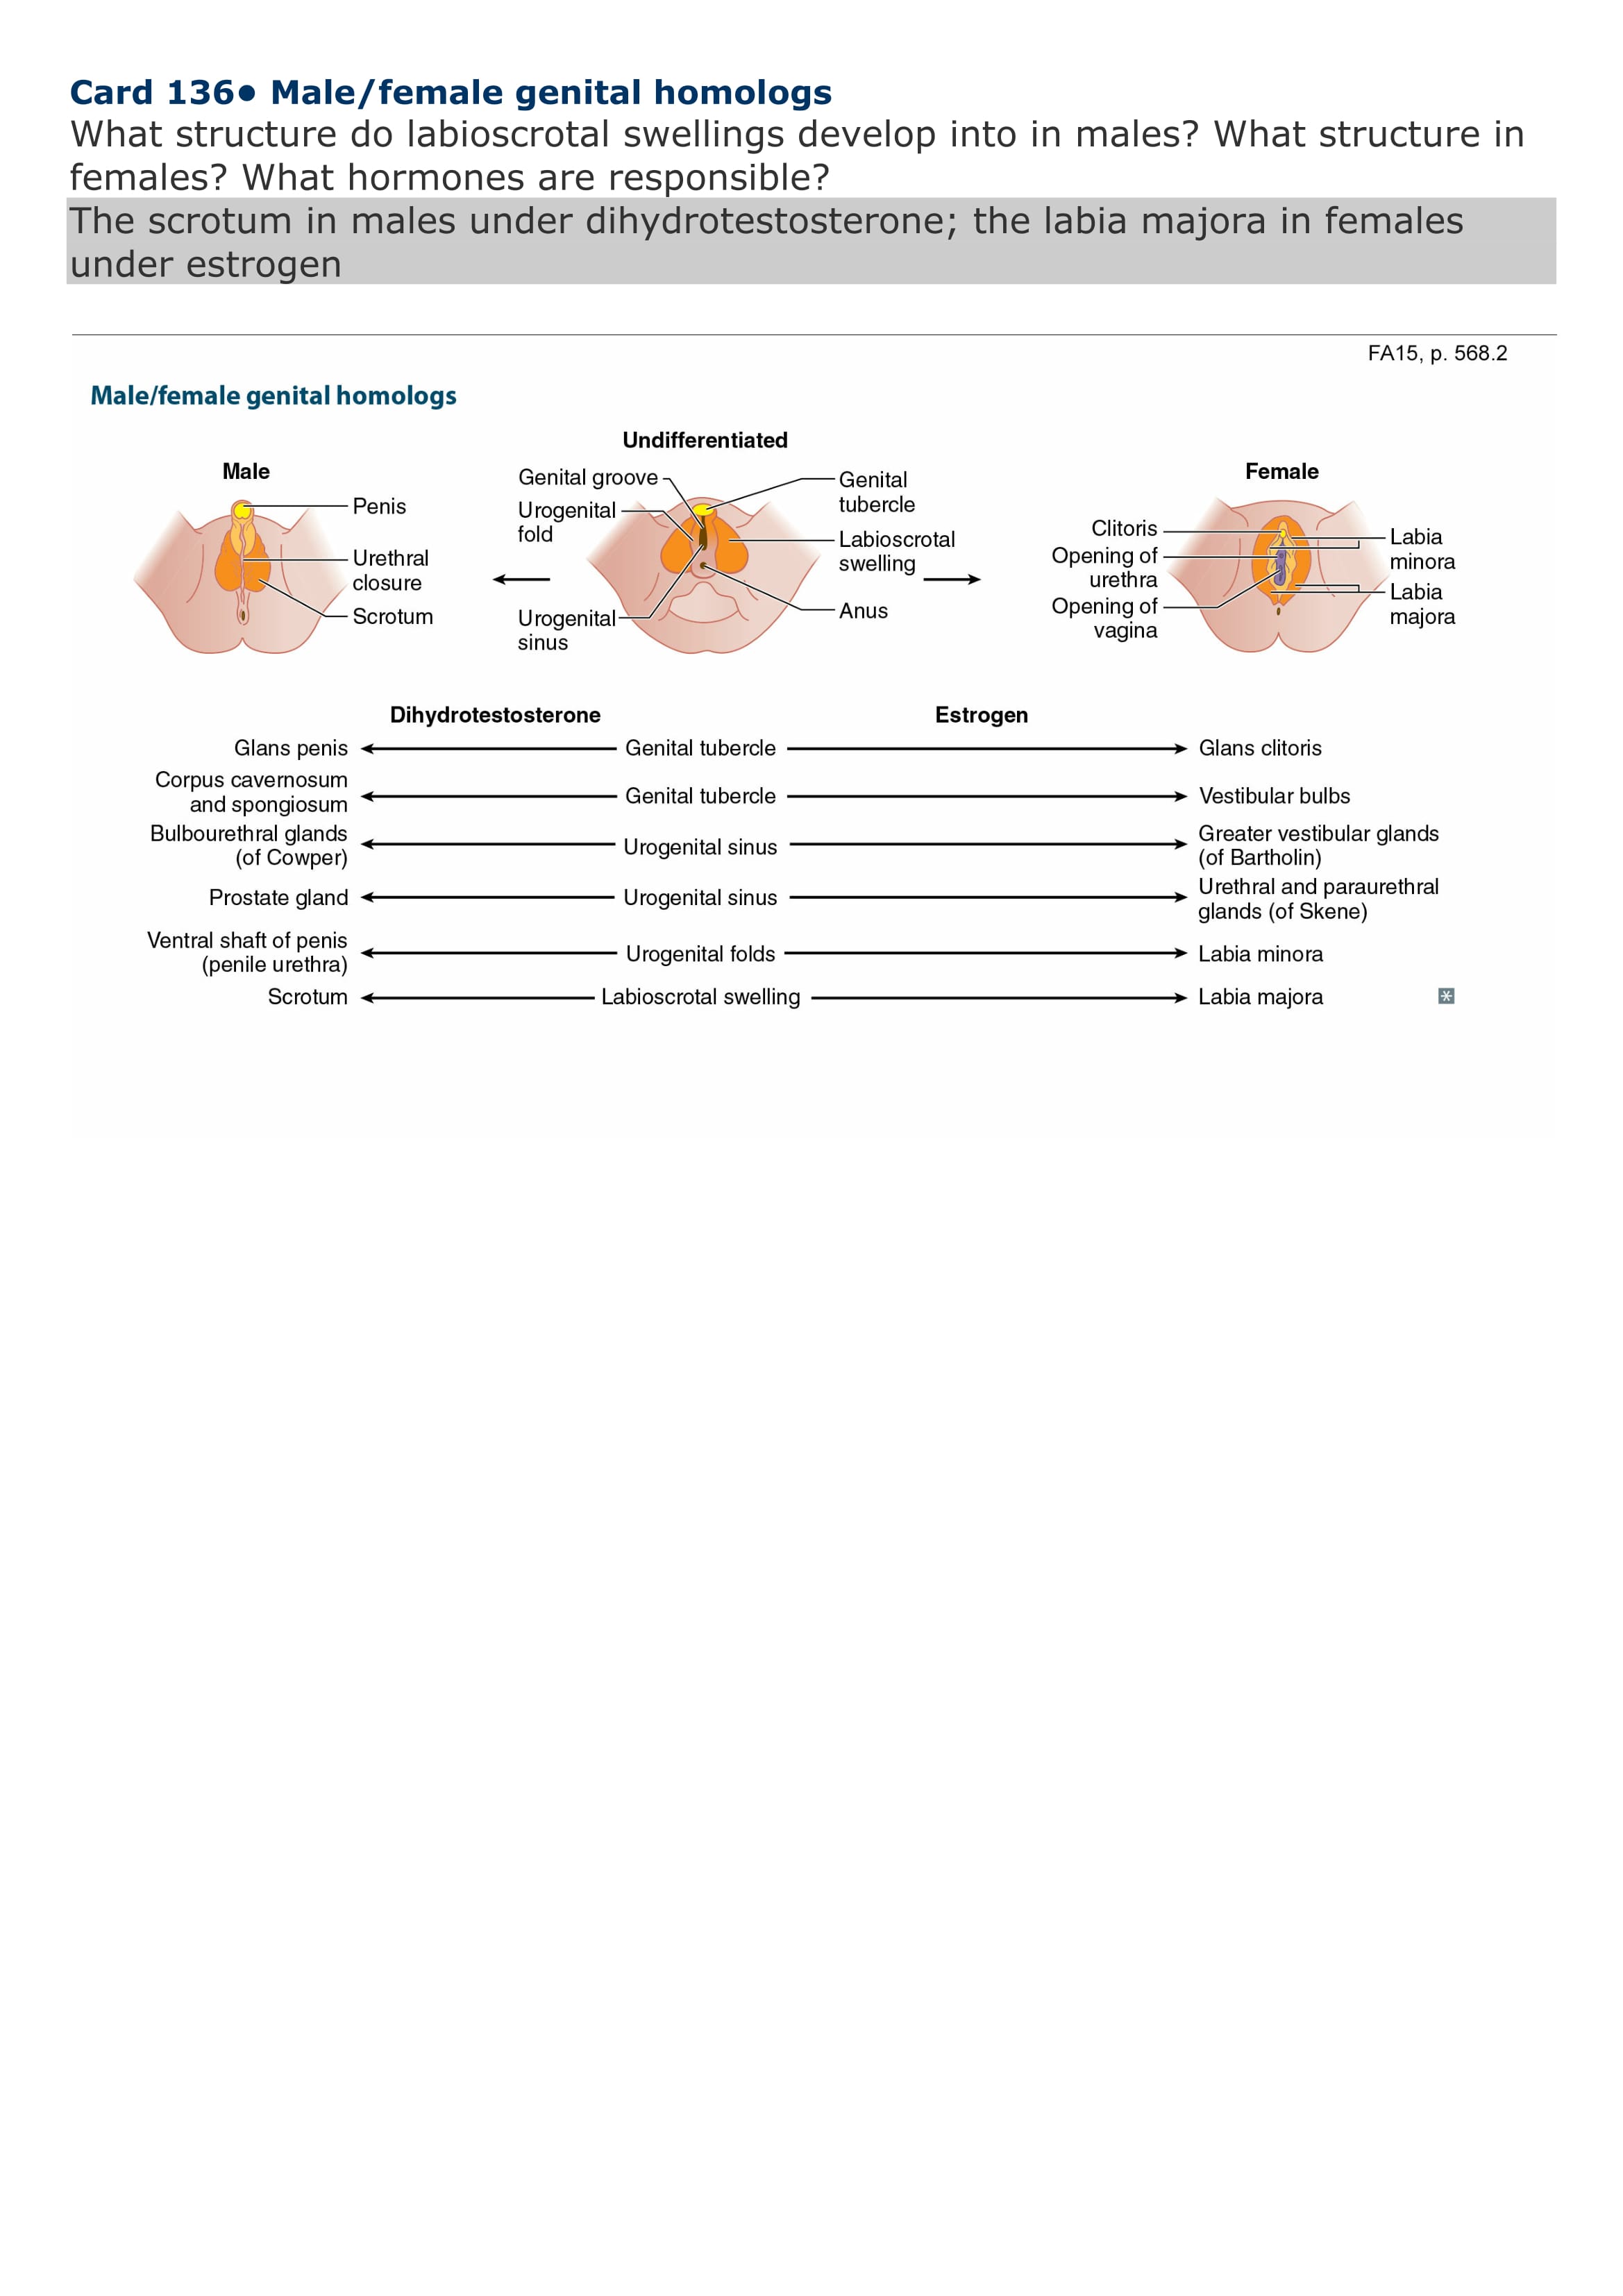 Card 136• Male/female genital homologs
What structure do labioscrotal swellings develop into in males? What structure in
females? What hormones are responsible?
The scrotum in males under dihydrotestosterone; the labia majora in females
under estrogen
FA15, p. 568.2
Male/female genital homologs
Male
Penis
Urethral
closure
Scrotum
Undifferentiated
Genital groove
Urogenital
fold
Urogenital
sinus
Genital
tubercle
Labioscrotal
swelling
Anus
Female
Clitoris
Opening of
urethra
Opening of
vagina
Labia
minora
Labia
majora
Dihydrotestosterone Estrogen
Glans penis Genital tubercle Glans clitoris
Corpus cavernosum
and spongiosum
Genital tubercle
Vestibular bulbs
Bulbourethral glands
(of Cowper)
Urogenital sinus
Greater vestibular glands
(of Bartholin)
Prostate gland
Urogenital sinus
Urethral and paraurethral
glands (of Skene)
Ventral shaft of penis
(penile urethra)
Urogenital folds
Labia minora
Scrotum Labioscrotal swelling Labia majora